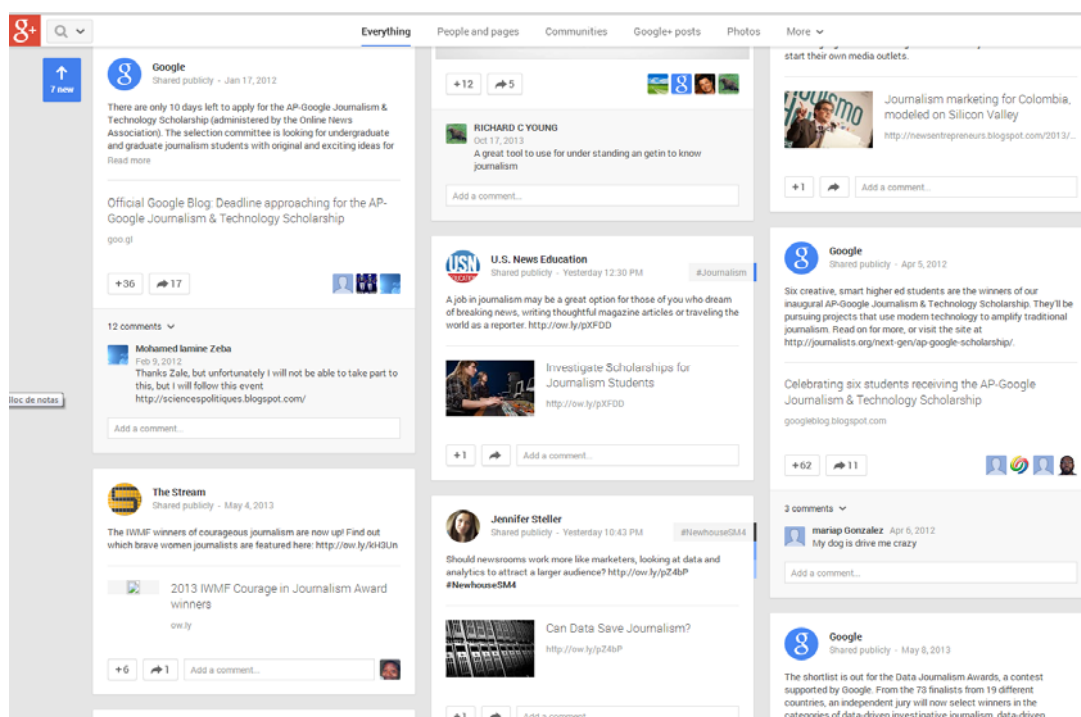 g+
Everything
People and pages
Communities
Google+ posts
Photos
More
7 new
Google
Shared publicly - Jan 17, 2012
There are only 10 days left to apply for the AP-Google Journalism &
Technology Scholarship (administered by the Online News
Association). The selection committee is looking for undergraduate
and graduate journalism students with original and exciting ideas for
Read more
Official Google Blog: Deadline approaching for the AP-
Google Journalism & Technology Scholarship
goo.gl
+36
17
12 comments
Mohamed lamine Zeba
Feb 9, 2012
Thanks Zale, but unfortunately I will not be able to take part to
this, but I will follow this event
http://sciencespolitiques.blogspot.com/
Add a comment...
lloc de notas
The Stream
Shared publicly - May 4, 2013
The IWMF winners of courageous journalism are now up! Find out
which brave women journalists are featured here: http://ow.ly/kH3Un
2013 IWMF Courage in Journalism Award
winners
ow.ly
+6
1
Add a comment...
+12
5
RICHARD C YOUNG
Oct 17, 2013
A great tool to use for under standing an getin to know
journalism
Add a comment...
USN
EDUCATION
U.S. News Education
Shared publicly - Yesterday 12:30 PM
#Journalism
A job in journalism may be a great option for those of you who dream
of breaking news, writing thoughtful magazine articles or traveling the
world as a reporter. http://ow.ly/pXFDD
Investigate Scholarships for
Journalism Students
http://ow.ly/pXFDD
+1
Add a comment...
Jennifer Steller
Shared publicly - Yesterday 10:43 PM
#NewhouseSM4
Should newsrooms work more like marketers, looking at data and
analytics to attract a larger audience? http://ow.ly/pZ4bP
#NewhouseSM4
Can Data Save Journalism?
http://ow.ly/pZ4bP
+1
Add a comment...
start their own media outlets.
Journalism marketing for Colombia,
modeled on Silicon Valley
http://newsentrepreneurs.blogspot.com/2013/...
+1
Add a comment...
Google
Shared publicly - Apr 5, 2012
Six creative, smart higher ed students are the winners of our
inaugural AP-Google Journalism & Technology Scholarship. They'll be
pursuing projects that use modern technology to amplify traditional
journalism. Read on for more, or visit the site at
http://journalists.org/next-gen/ap-google-scholarship/.
Celebrating six students receiving the AP-Google
Journalism & Technology Scholarship
googleblog.blogspot.com
+62
11
3 comments
mariap Gonzalez Apr 6, 2012
My dog is drive me crazy
Add a comment...
Google
Shared publicly - May 8, 2013
The shortlist is out for the Data Journalism Awards, a contest
supported by Google. From the 73 finalists from 19 different
countries, an independent jury will now select winners in the
categories of data-driven investigative journalism, data-driven